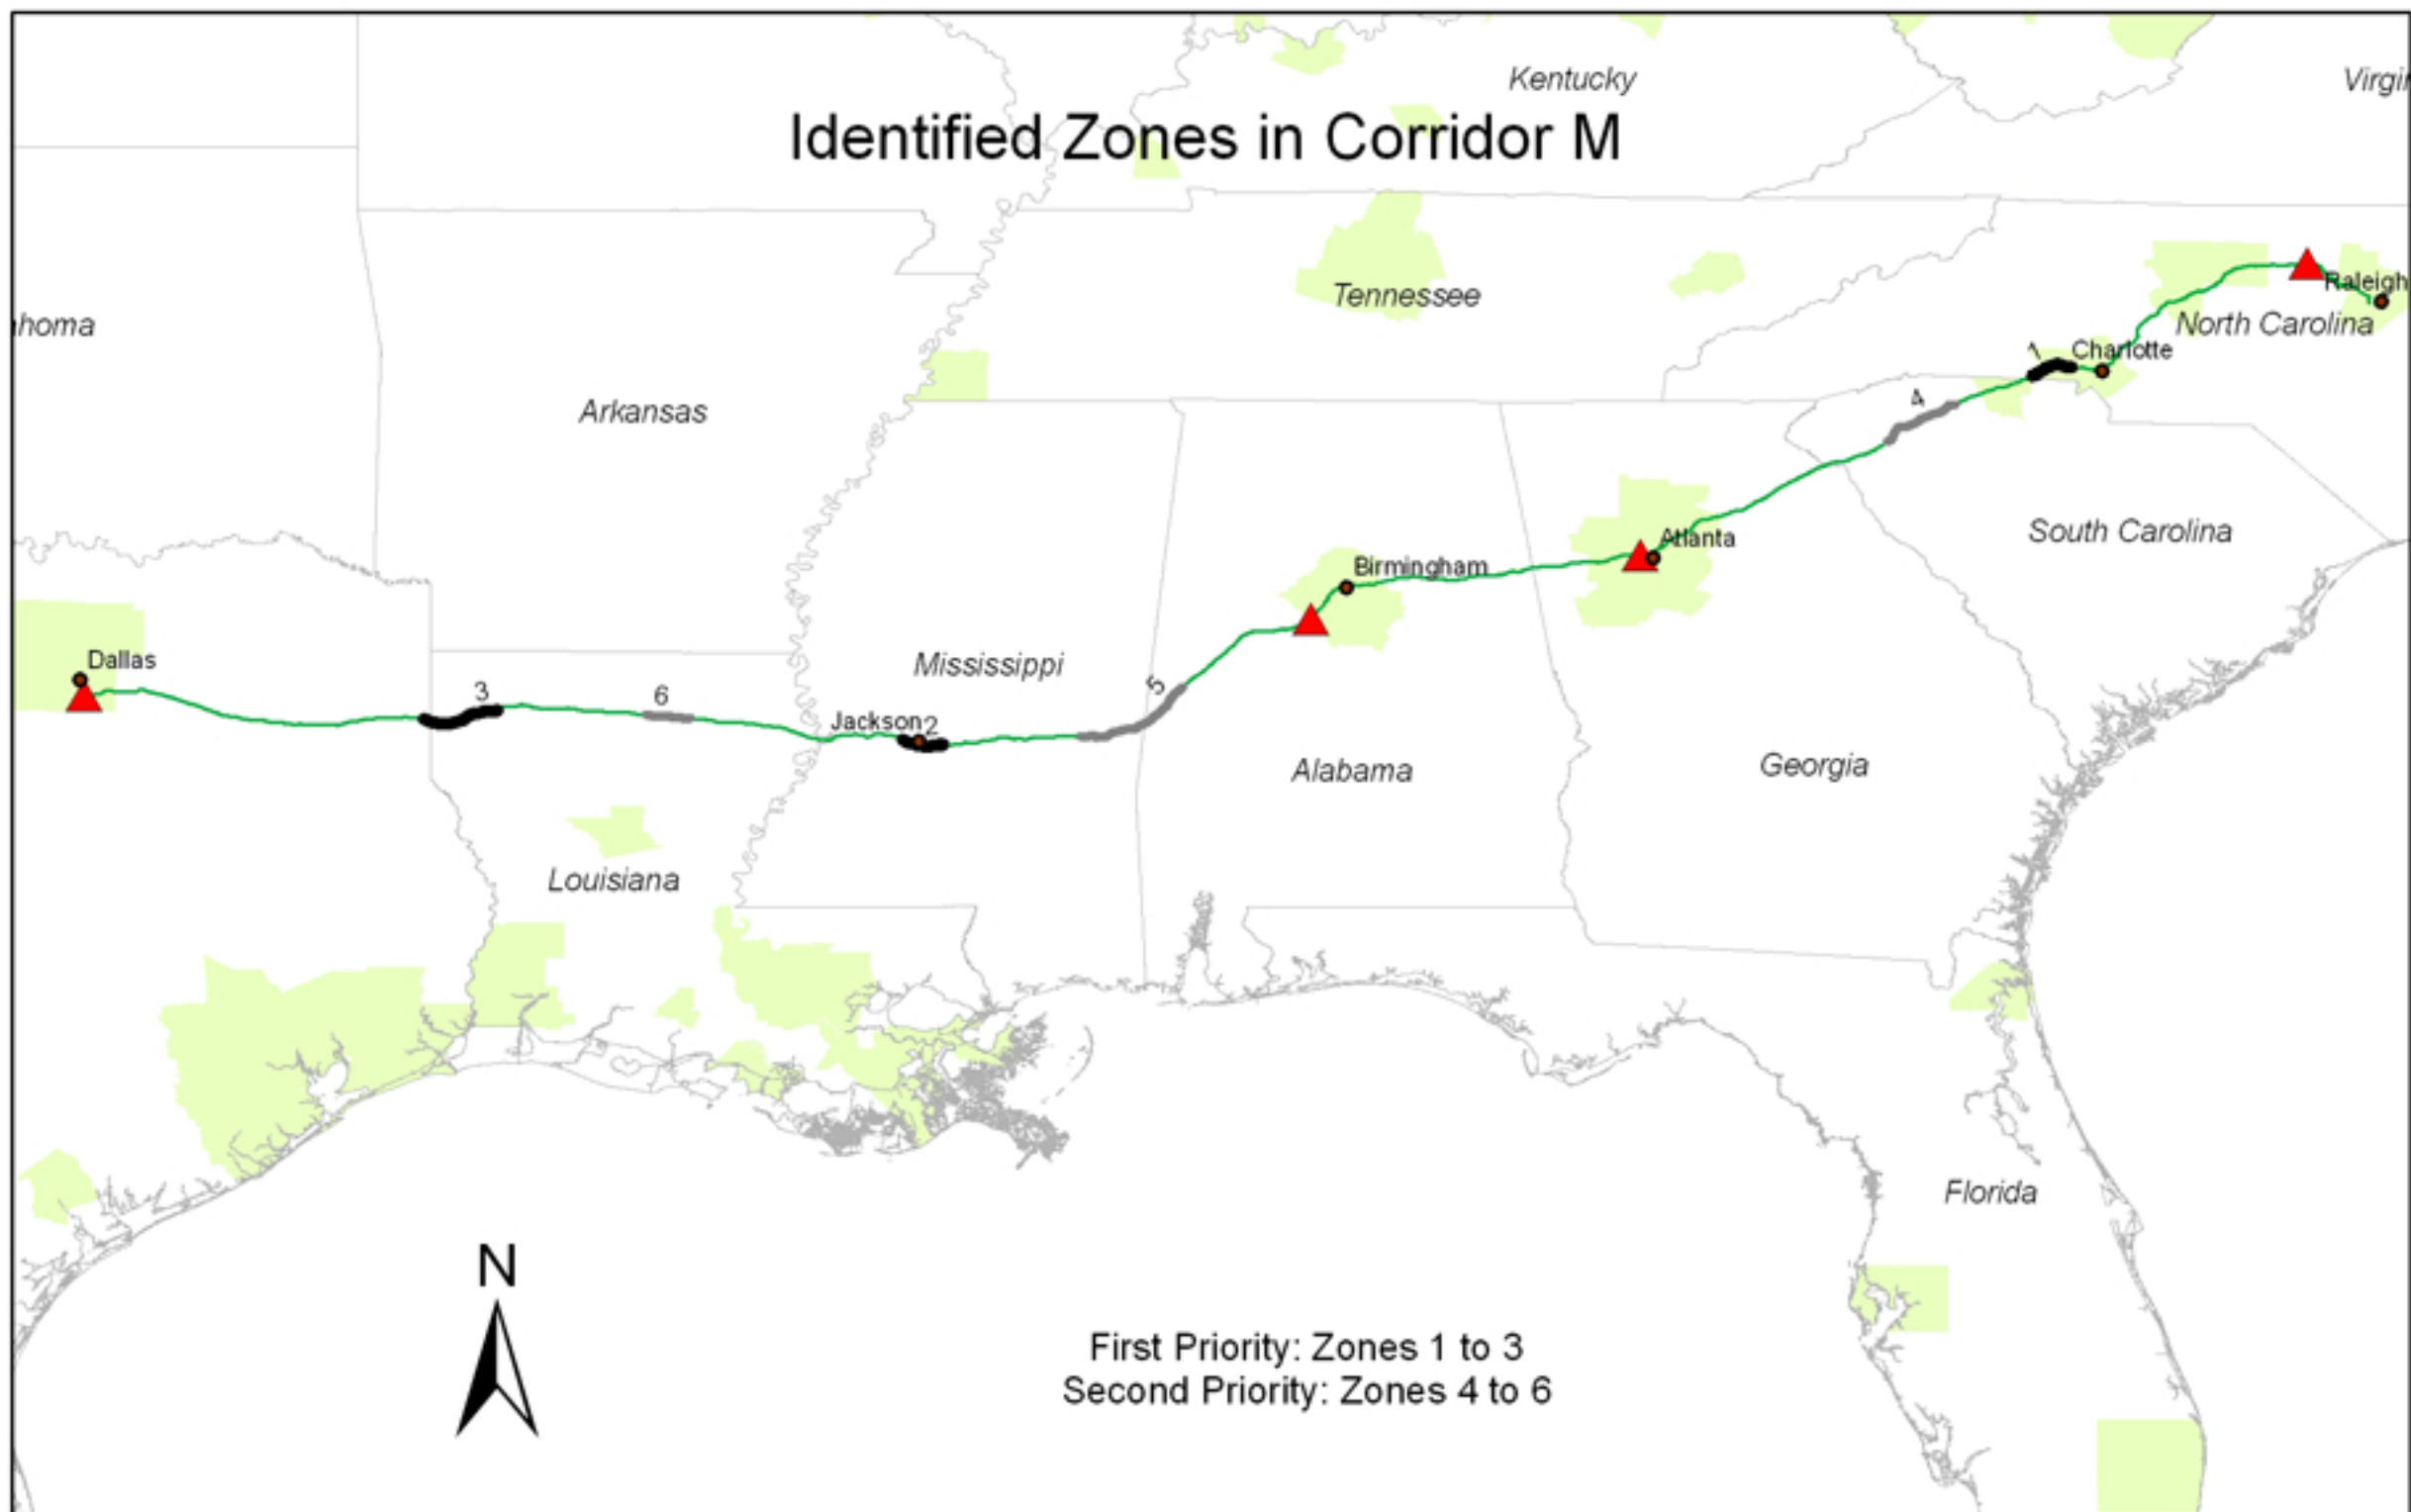 Kentucky
Virgi
Identified Zones in Corridor M
Tennessee
Raleigh
homa
North Carolina
1
Charlotte
Arkansas
4
South Carolina
Atlanta
Birmingham
Dallas
Mississippi
3
6
5
Jackson
2
Alabama
Georgia
Louisiana
Florida
N
First Priority: Zones 1 to 3
Second Priority: Zones 4 to 6